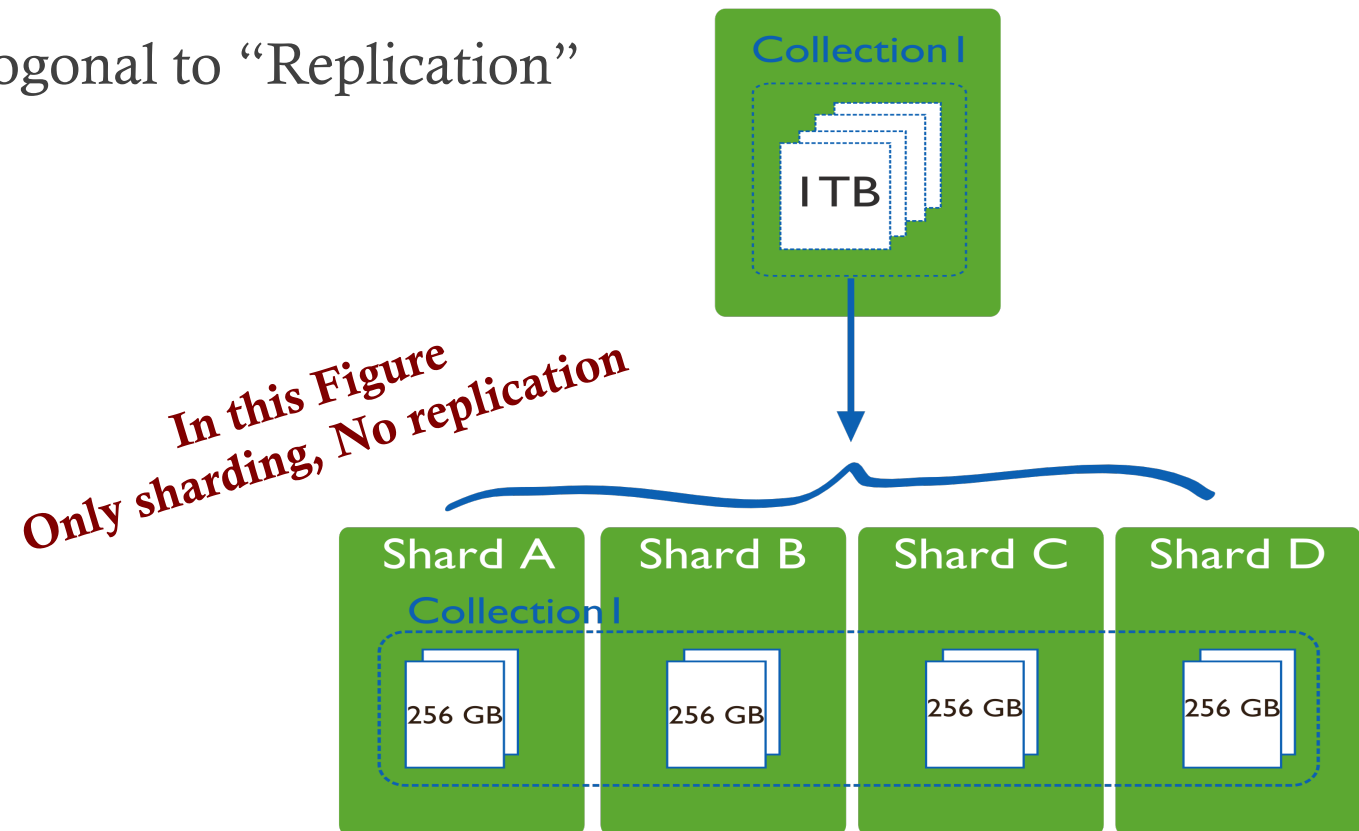 ogonal to “Replication”
Collection1
1TB
In this Figure
Only sharding, No replication
Shard A
Shard B
Shard C
Shard D
Collection1
256 GB
256 GB
256 GB
256 GB